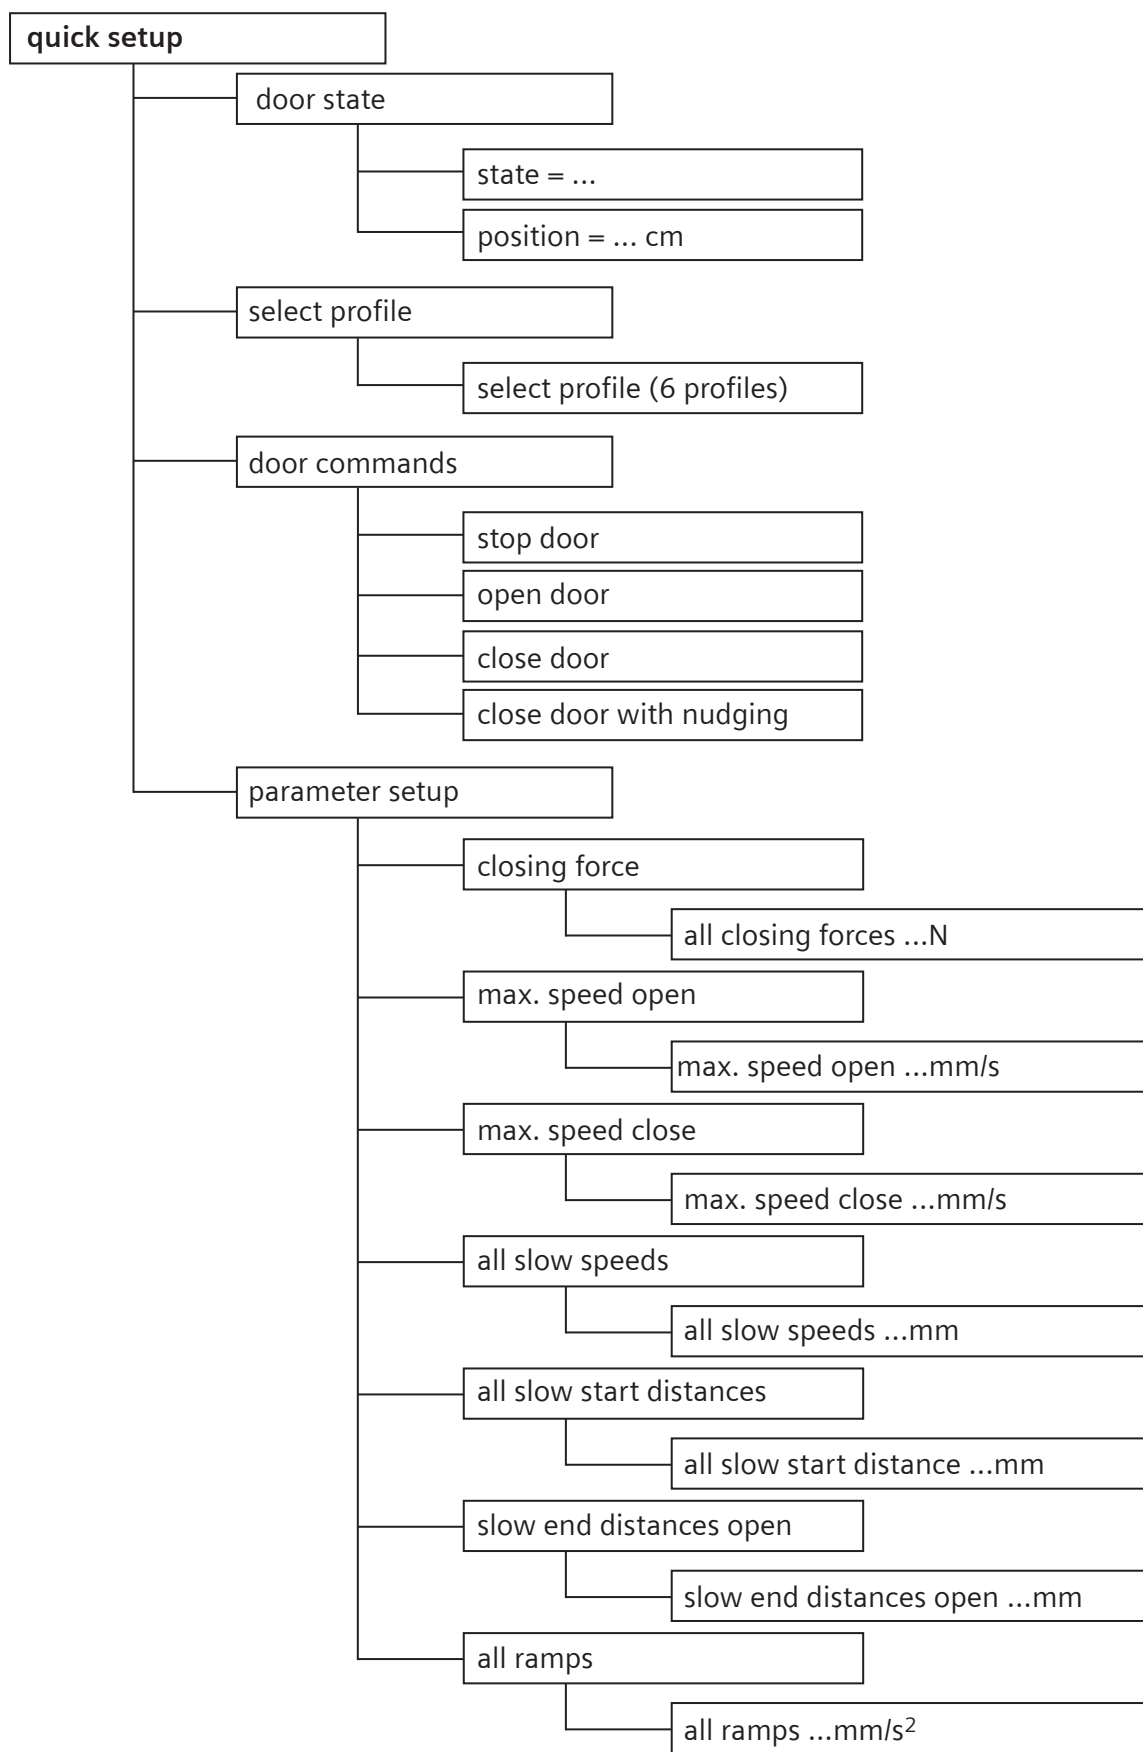 quick setup
door state
state = ...
position = ... cm
select profile
select profile (6 profiles)
door commands
stop door
open door
close door
close door with nudging
parameter setup
closing force
all closing forces ...N
max. speed open
max. speed open ...mm/s
max. speed close
max. speed close ...mm/s
all slow speeds
all slow speeds ...mm
all slow start distances
all slow start distance ...mm
slow end distances open
slow end distances open ...mm
all ramps
all ramps ...mm/s²